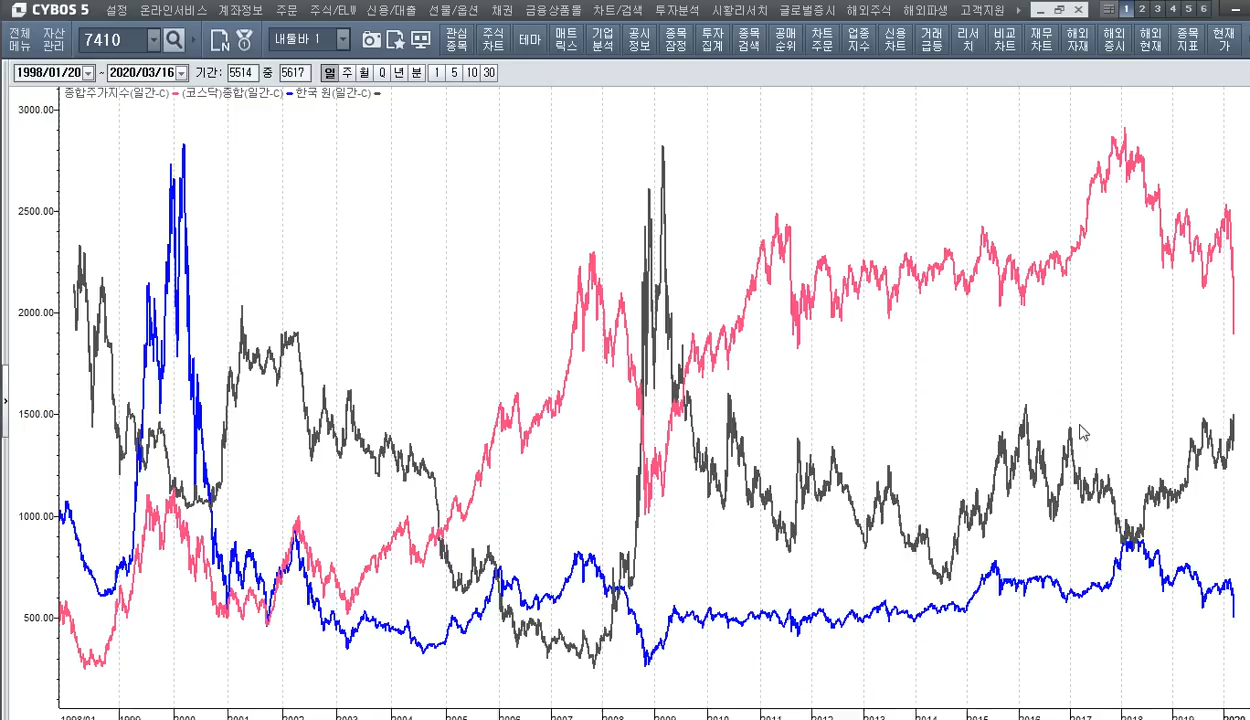 CYBOS 5 설정 온라인서비스 계좌정보 주문 주식/ELW 신용/대출 선물/옵션 채권 금융상품몰 차트/검색 투자분석 시황리서치 글로벌증시 해외주식 해외파생 고객지원 1 2 3 4 5 6
전체메뉴 자산관리 7410 내툴바 1 관심종목 주식차트 테마 매트릭스 기업분석 공시정보 종목잠정 투자집계 종목검색 공매순위 차트주문 업종지수 신용차트 거래급등 리서치 비교차트 재무차트 해외자재 해외증시 해외현재 종목지표 현재가
1998/01/20 ~ 2020/03/16 기간: 5514 중 5617 일 주 월 Q 년 분 1 5 10 30
종합주가지수(일간-C) (코스닥)종합(일간-C) 한국 원(일간-C)
3000.00
2500.00
2000.00
1500.00
1000.00
500.00
1998/01 1999 2000 2001 2002 2003 2004 2005 2006 2007 2008 2009 2010 2011 2012 2013 2014 2015 2016 2017 2018 2019 2020